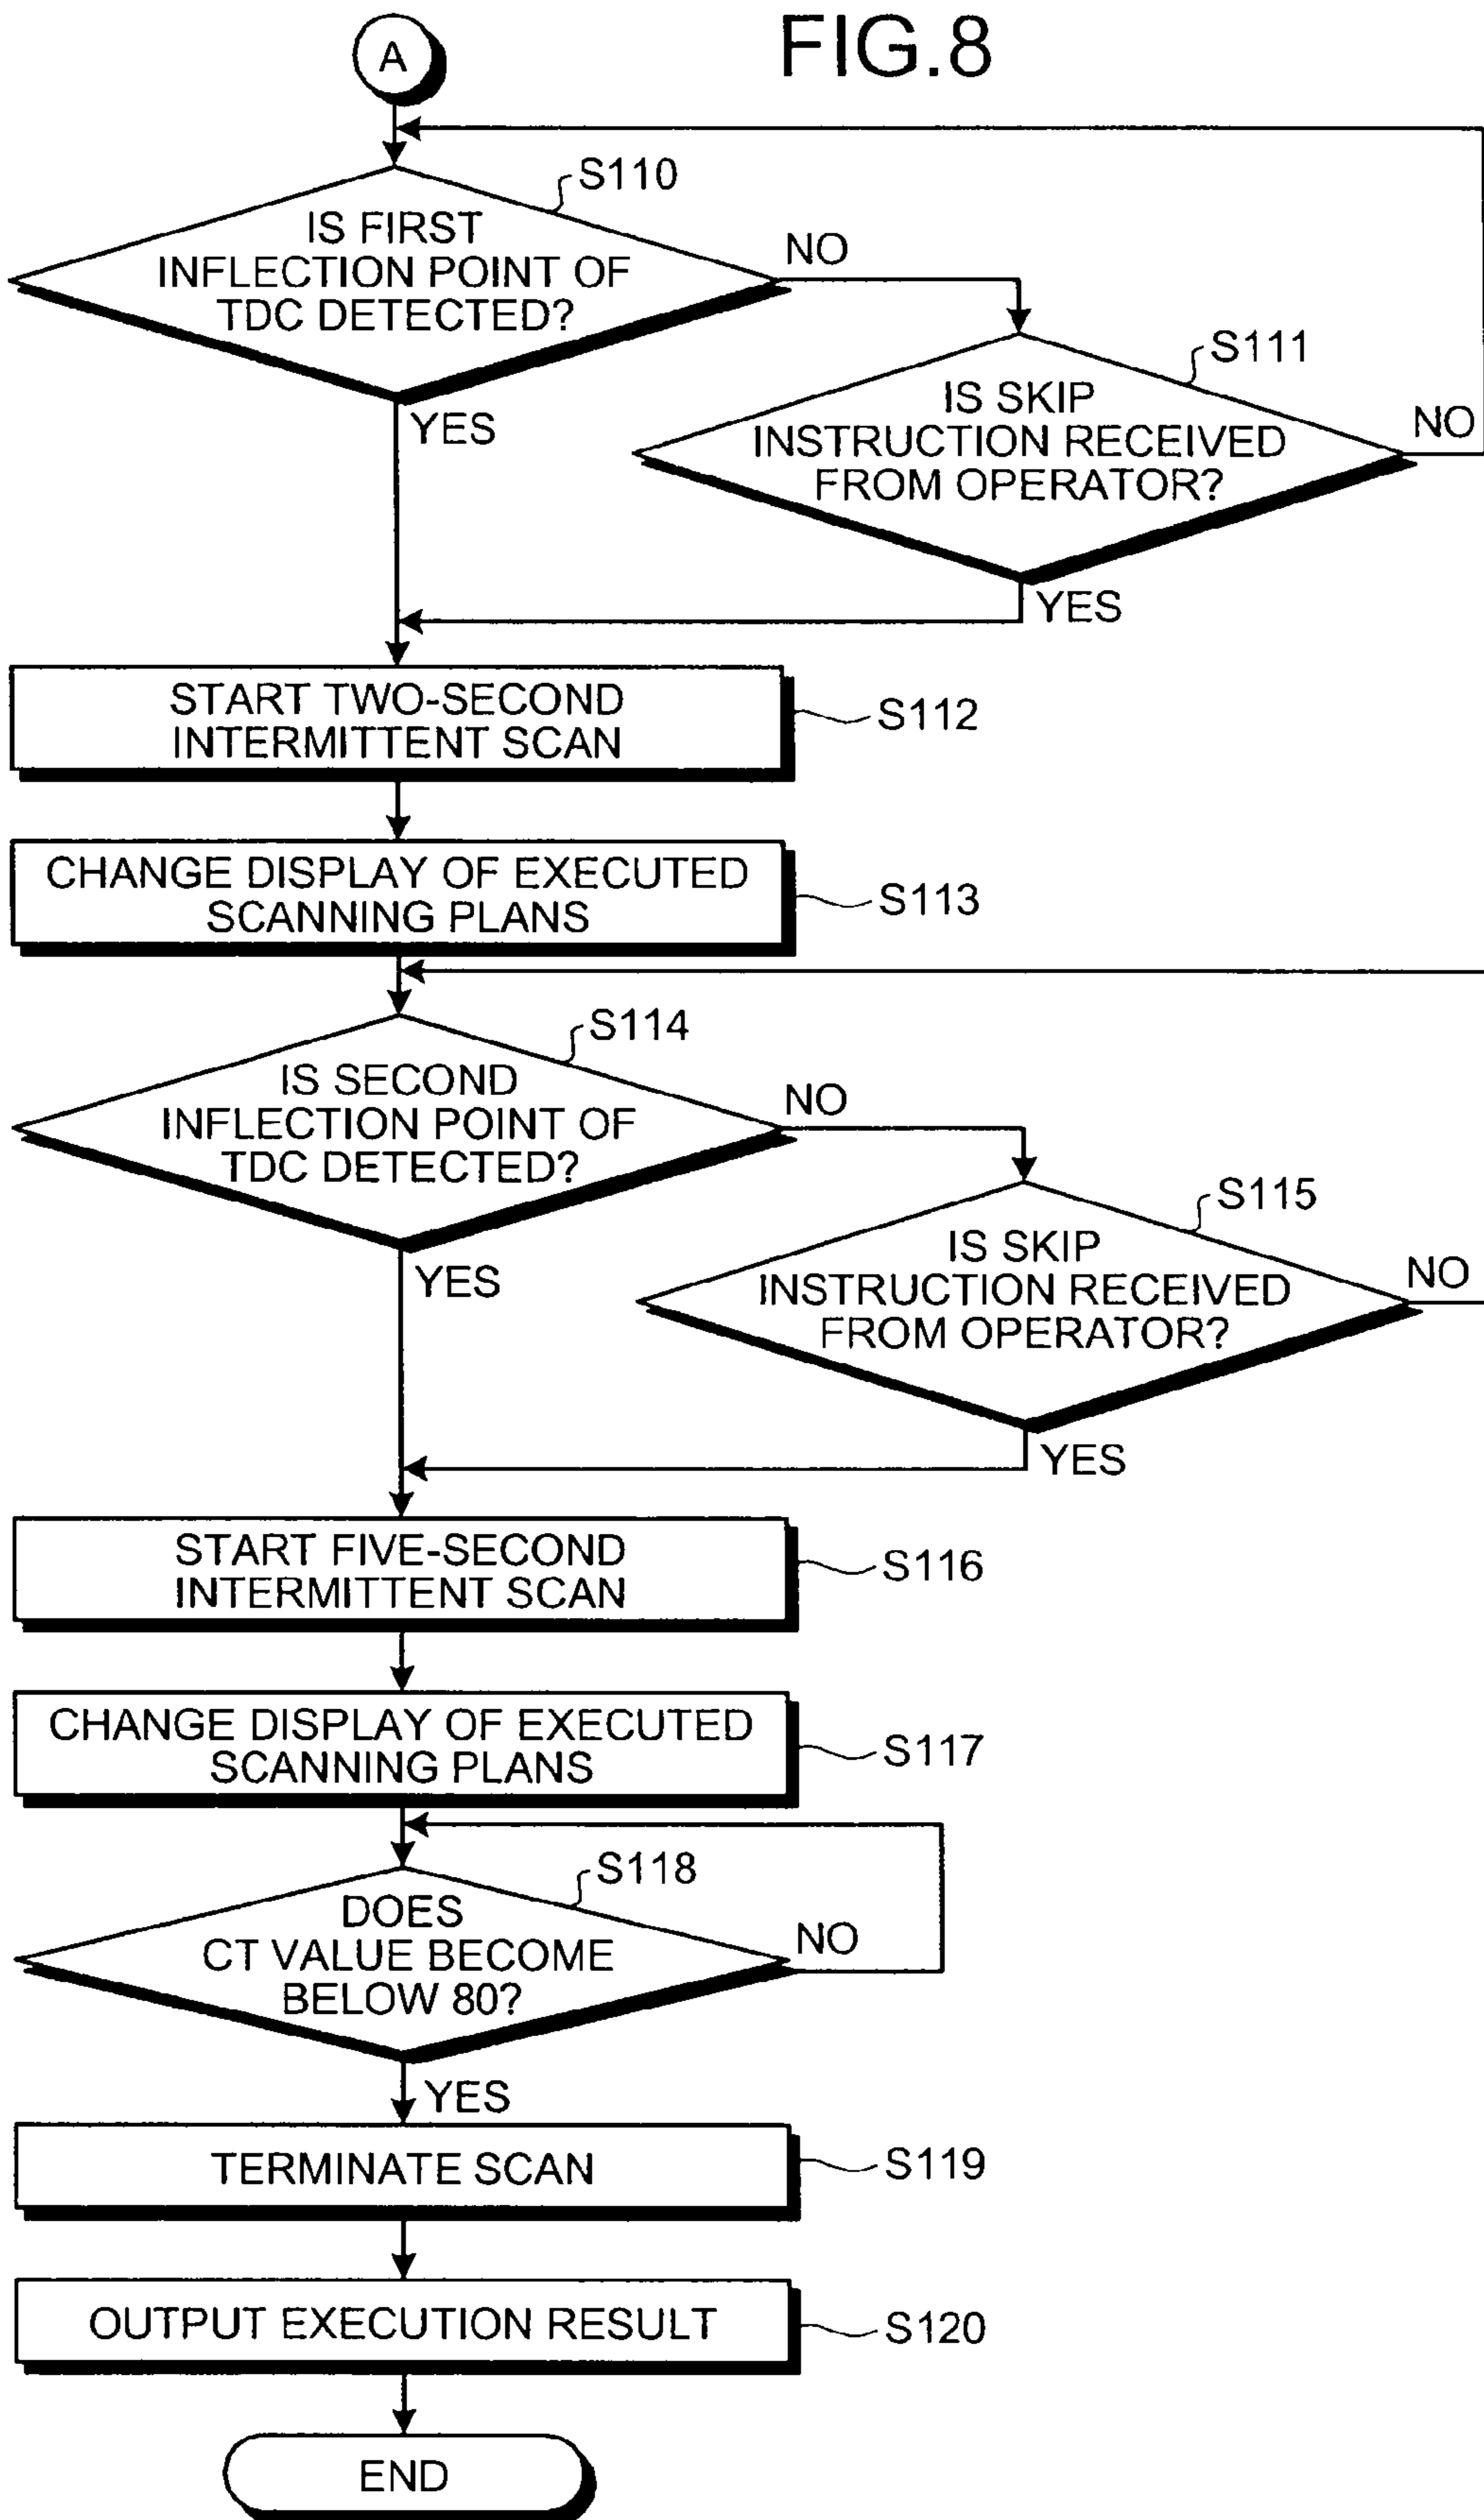 FIG.8
A
S110
IS FIRST
INFLECTION POINT OF
TDC DETECTED?
NO
YES
S111
IS SKIP
INSTRUCTION RECEIVED
FROM OPERATOR?
NO
YES
START TWO-SECOND
INTERMITTENT SCAN
S112
CHANGE DISPLAY OF EXECUTED
SCANNING PLANS
S113
S114
IS SECOND
INFLECTION POINT OF
TDC DETECTED?
NO
YES
S115
IS SKIP
INSTRUCTION RECEIVED
FROM OPERATOR?
NO
YES
START FIVE-SECOND
INTERMITTENT SCAN
S116
CHANGE DISPLAY OF EXECUTED
SCANNING PLANS
S117
S118
DOES
CT VALUE BECOME
BELOW 80?
NO
YES
TERMINATE SCAN
S119
OUTPUT EXECUTION RESULT
S120
END